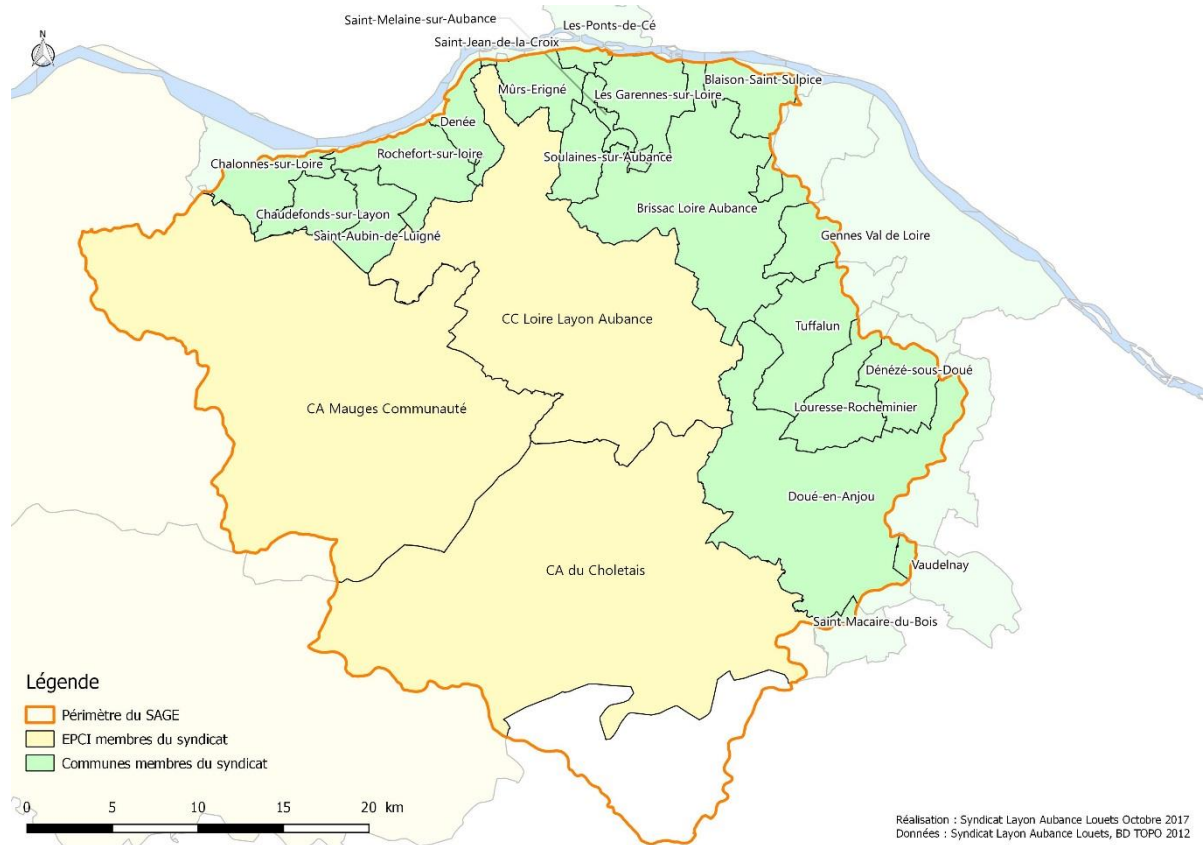 Saint-Melaine-sur-Aubance
Les-Ponts-de-Cé
Saint-Jean-de-la-Croix
Blaison-Saint-Sulpice
Mûrs-Erigné
Les Garennes-sur-Loire
Denée
Rochefort-sur-loire
Soulaines-sur-Aubance
Chalonnes-sur-Loire
Chaudefonds-sur-Layon
Brissac Loire Aubance
Saint-Aubin-de-Luigné
Gennes Val de Loire
CC Loire Layon Aubance
Tuffalun
Dénézé-sous-Doué
CA Mauges Communauté
Louresse-Rocheminier
Doué-en-Anjou
CA du Choletais
Vaudelnay
Saint-Macaire-du-Bois
Légende
Périmètre du SAGE
EPCI membres du syndicat
Communes membres du syndicat
0 5 10 15 20 km
Réalisation : Syndicat Layon Aubance Louets Octobre 2017
Données : Syndicat Layon Aubance Louets, BD TOPO 2012